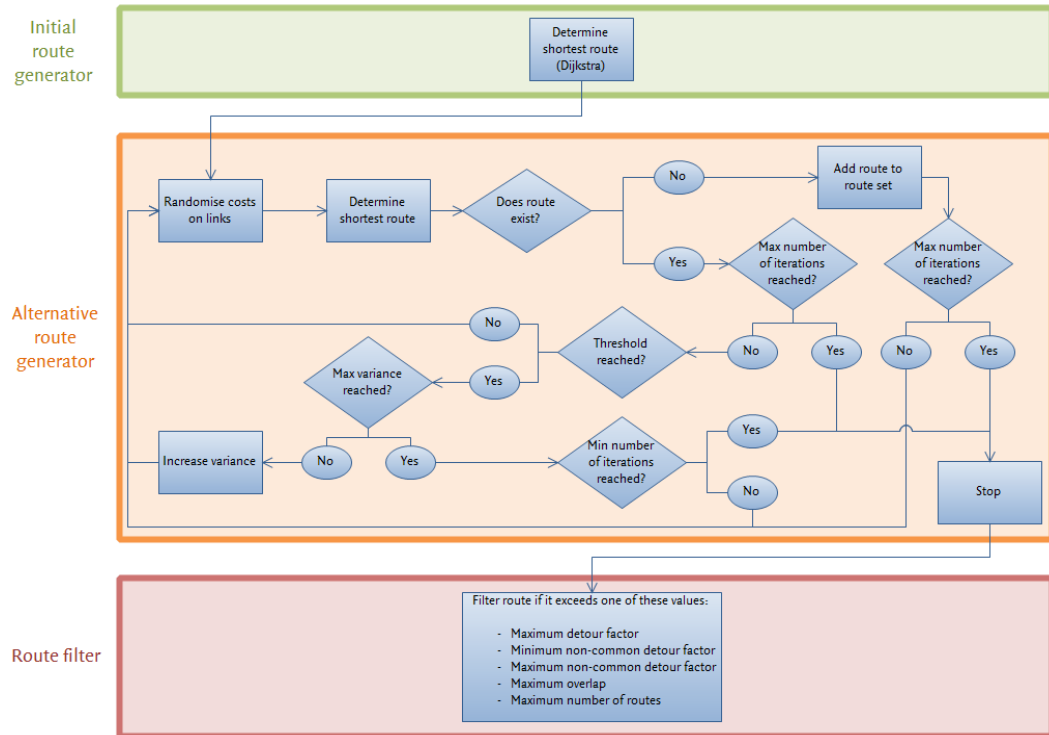 Initial
route
generator
Determine
shortest route
(Dijkstra)
Alternative
route
generator
Randomise costs
on links
Determine
shortest route
Does route
exist?
No
Add route to
route set
Yes
Max number
of iterations
reached?
Max number
of iterations
reached?
No
Threshold
reached?
No
Yes
No
Yes
Max variance
reached?
Yes
Increase variance
No
Yes
Min number
of iterations
reached?
Yes
No
Stop
Route filter
Filter route if it exceeds one of these values:
- Maximum detour factor
- Minimum non-common detour factor
- Maximum non-common detour factor
- Maximum overlap
- Maximum number of routes